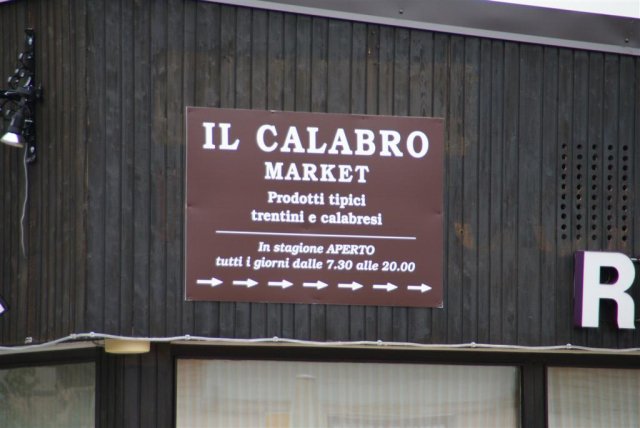 IL CALABRO
MARKET
Prodotti tipici
trentini e calabresi
In stagione APERTO
tutti i giorni dalle 7.30 alle 20.00
R